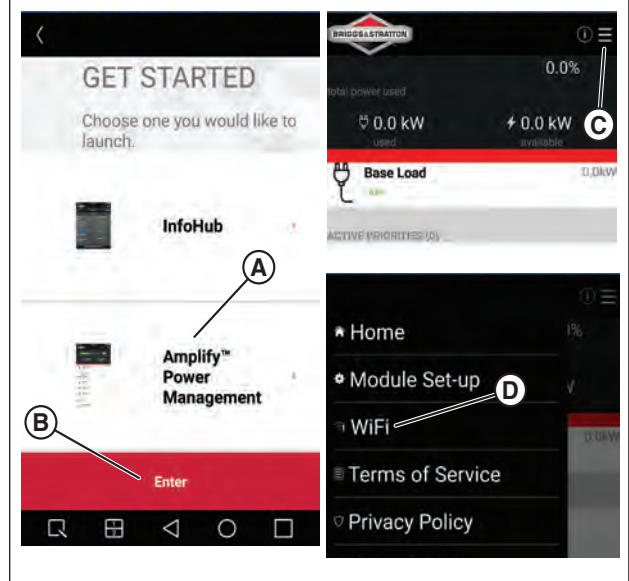 GET STARTED
Choose one you would like to
launch.
InfoHub
A
Amplify™
Power
Management
B
Enter
BRIGGS&STRATTON
0.0%
total power used
0.0 kW
used
0.0 kW
available
C
Base Load
0.0kW
ACTIVE PRIORITIES (0)
Home
Module Set-up
D
WiFi
Terms of Service
Privacy Policy